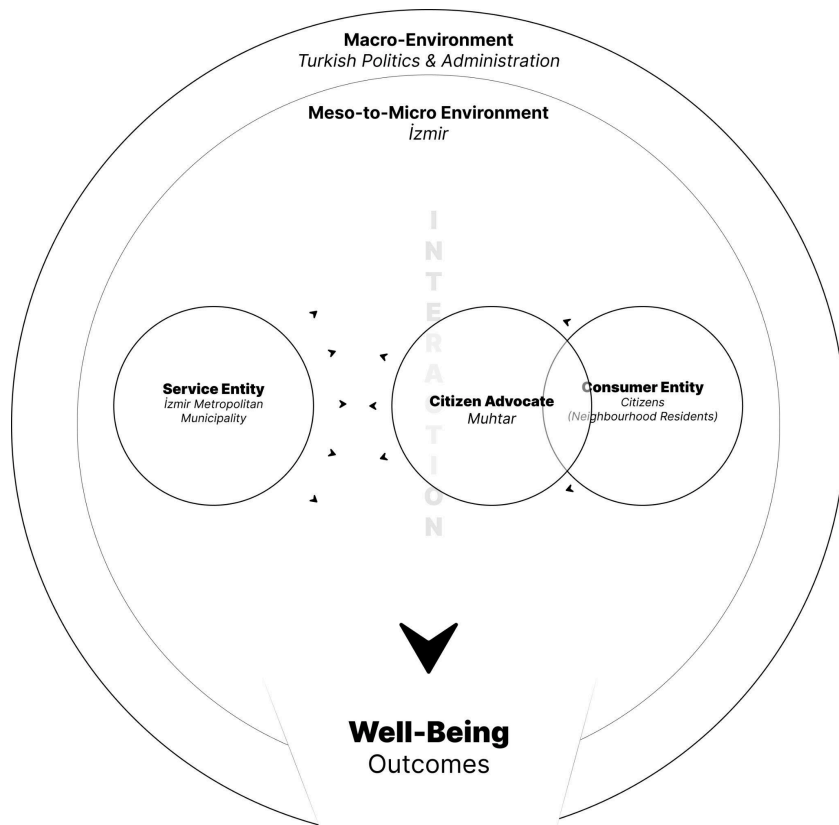 Macro-Environment
Turkish Politics & Administration
Meso-to-Micro Environment
İzmir
INTERACTION
Service Entity
İzmir Metropolitan
Municipality
Citizen Advocate
Muhtar
Consumer Entity
Citizens
(Neighbourhood Residents)
Well-Being
Outcomes